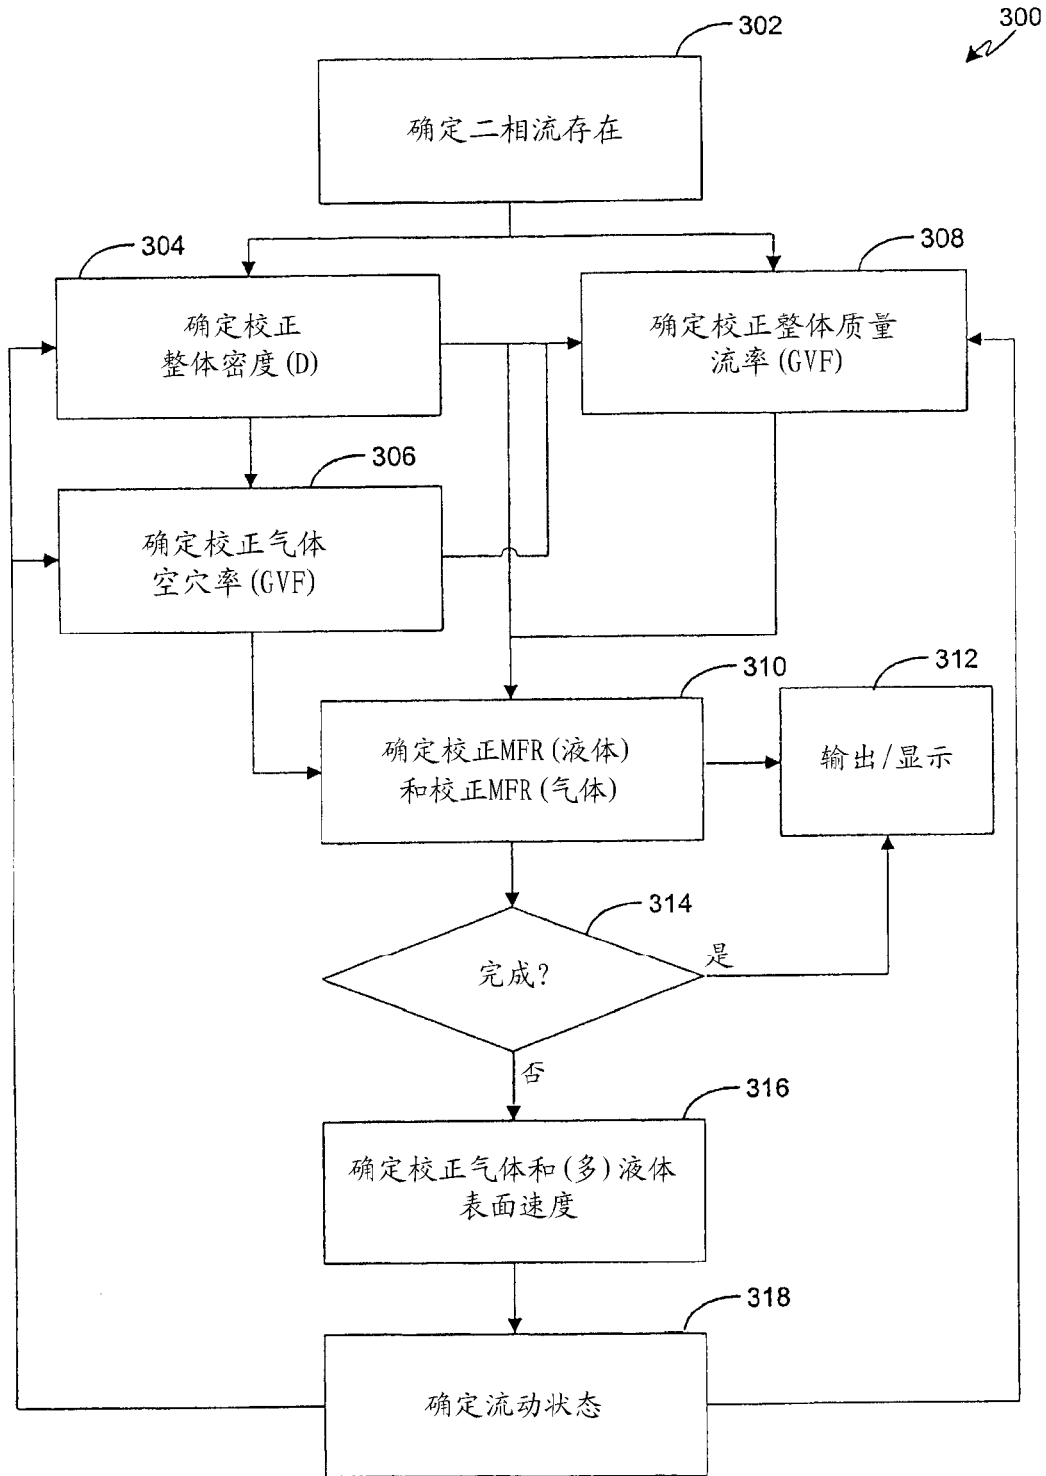 300
302
确定二相流存在
304
确定校正
整体密度(D)
308
确定校正整体质量
流率(GVF)
306
确定校正气体
空穴率(GVF)
310
确定校正MFR(液体)
和校正MFR(气体)
312
输出/显示
314
完成?
是
否
316
确定校正气体和(多)液体
表面速度
318
确定流动状态